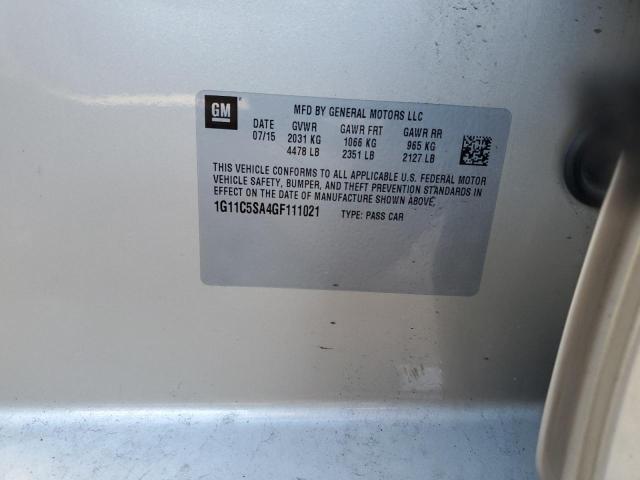 GM
MFD BY GENERAL MOTORS LLC
DATE GVWR GAWR FRT GAWR RR
07/15 2031 KG 1066 KG 965 KG
4478 LB 2351 LB 2127 LB
THIS VEHICLE CONFORMS TO ALL APPLICABLE U.S. FEDERAL MOTOR
VEHICLE SAFETY, BUMPER, AND THEFT PREVENTION STANDARDS IN
EFFECT ON THE DATE OF MANUFACTURE SHOWN ABOVE.
1G11C5SA4GF111021 TYPE: PASS CAR